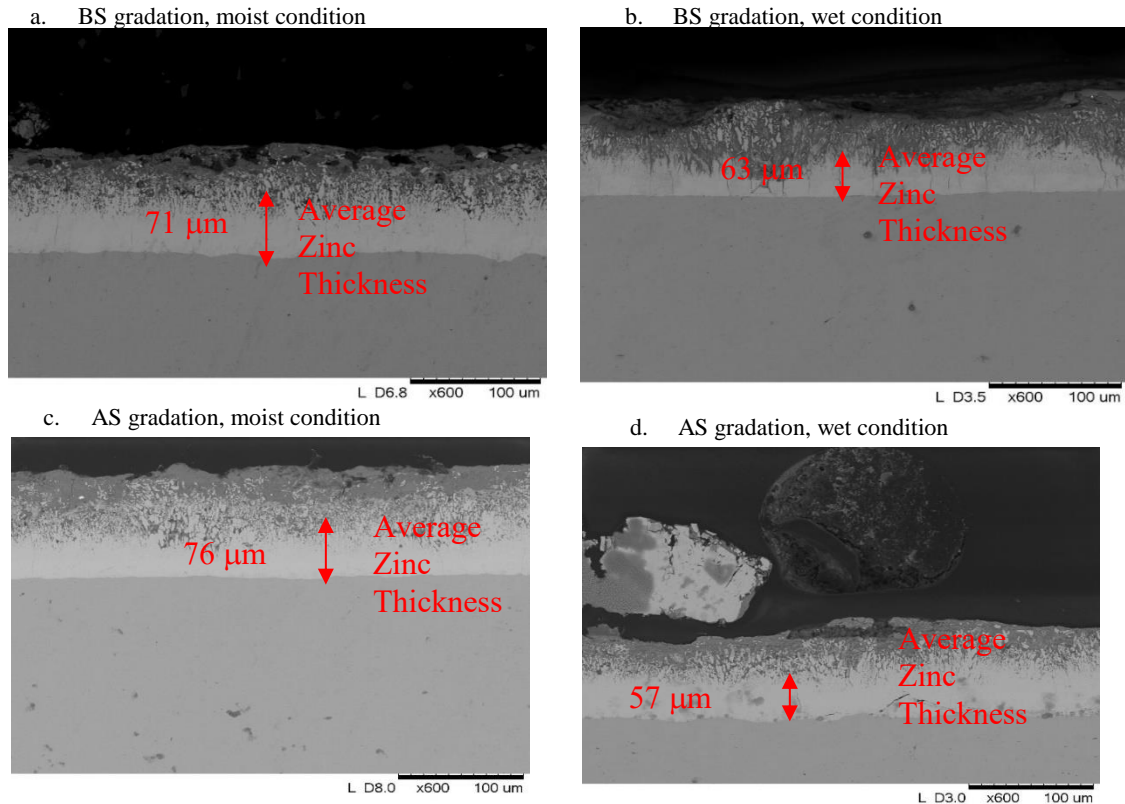 a. BS gradation, moist condition
71 μm
Average
Zinc
Thickness
L D6.8 x600 100 um
b. BS gradation, wet condition
63 μm
Average
Zinc
Thickness
L D3.5 x600 100 um
c. AS gradation, moist condition
76 μm
Average
Zinc
Thickness
L D8.0 x600 100 um
d. AS gradation, wet condition
57 μm
Average
Zinc
Thickness
L D3.0 x600 100 um